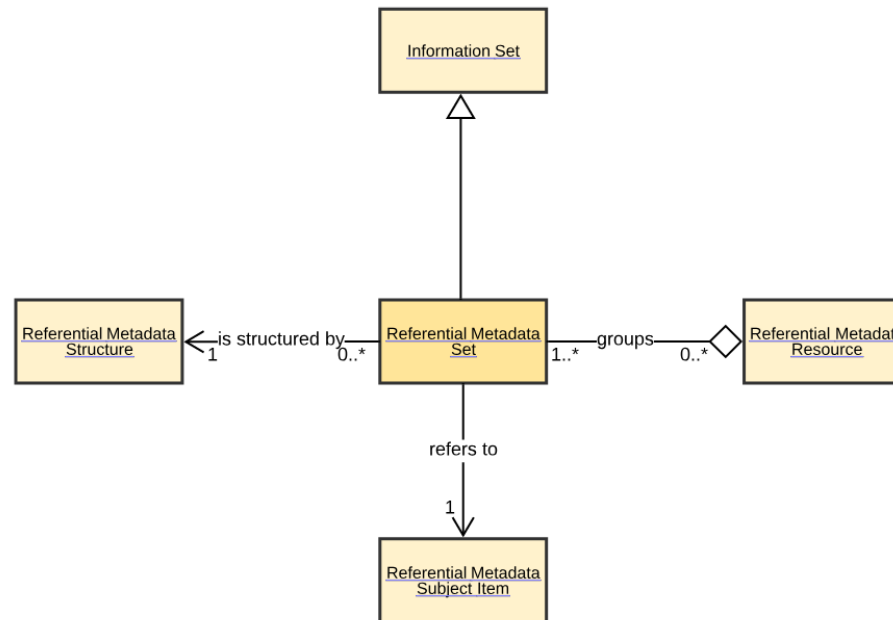 Information Set
Referential Metadata
Structure
1
is structured by
0..*
Referential Metadata
Set
1..*
groups
0..*
Referential Metadat
Resource
refers to
1
Referential Metadata
Subject Item